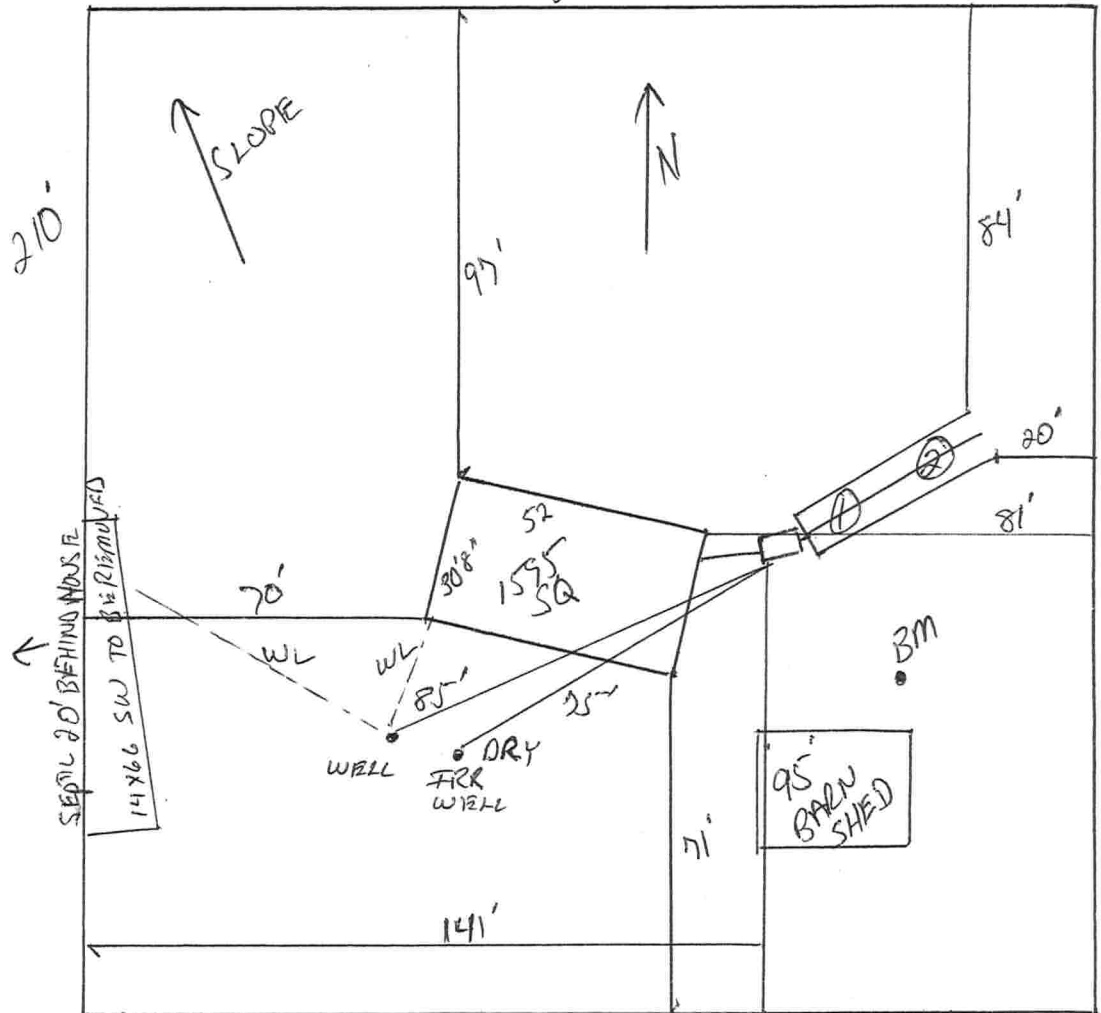 SLOPE
N
210'
97'
84'
20'
81'
52
30'8"
1595
SQ
①
②
70'
WL
WL
85'
75'
BM
WELL
DRY
IRR
WELL
95'
BARN
SHED
71'
141'
SEPTIC 20' BEHIND HOUSE
14X66 SW TO BE REMOVED